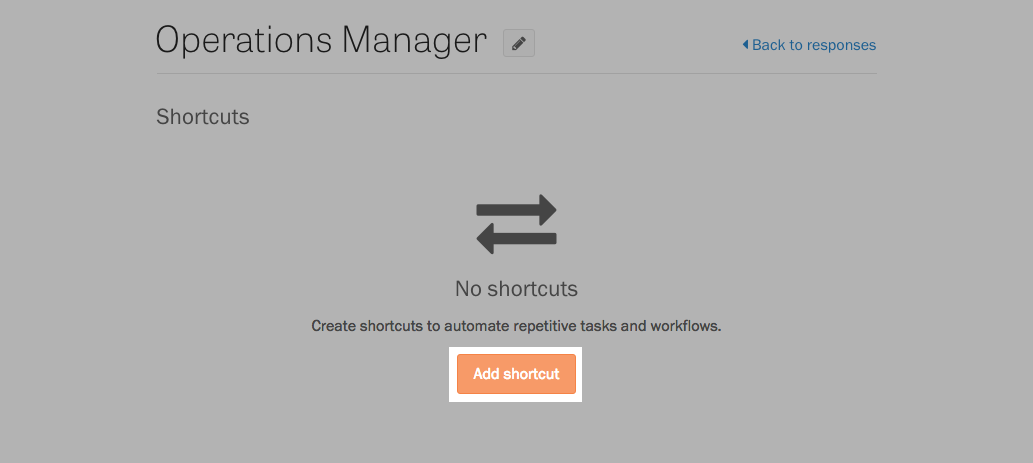 Operations Manager
Back to responses
Shortcuts
No shortcuts
Create shortcuts to automate repetitive tasks and workflows.
Add shortcut